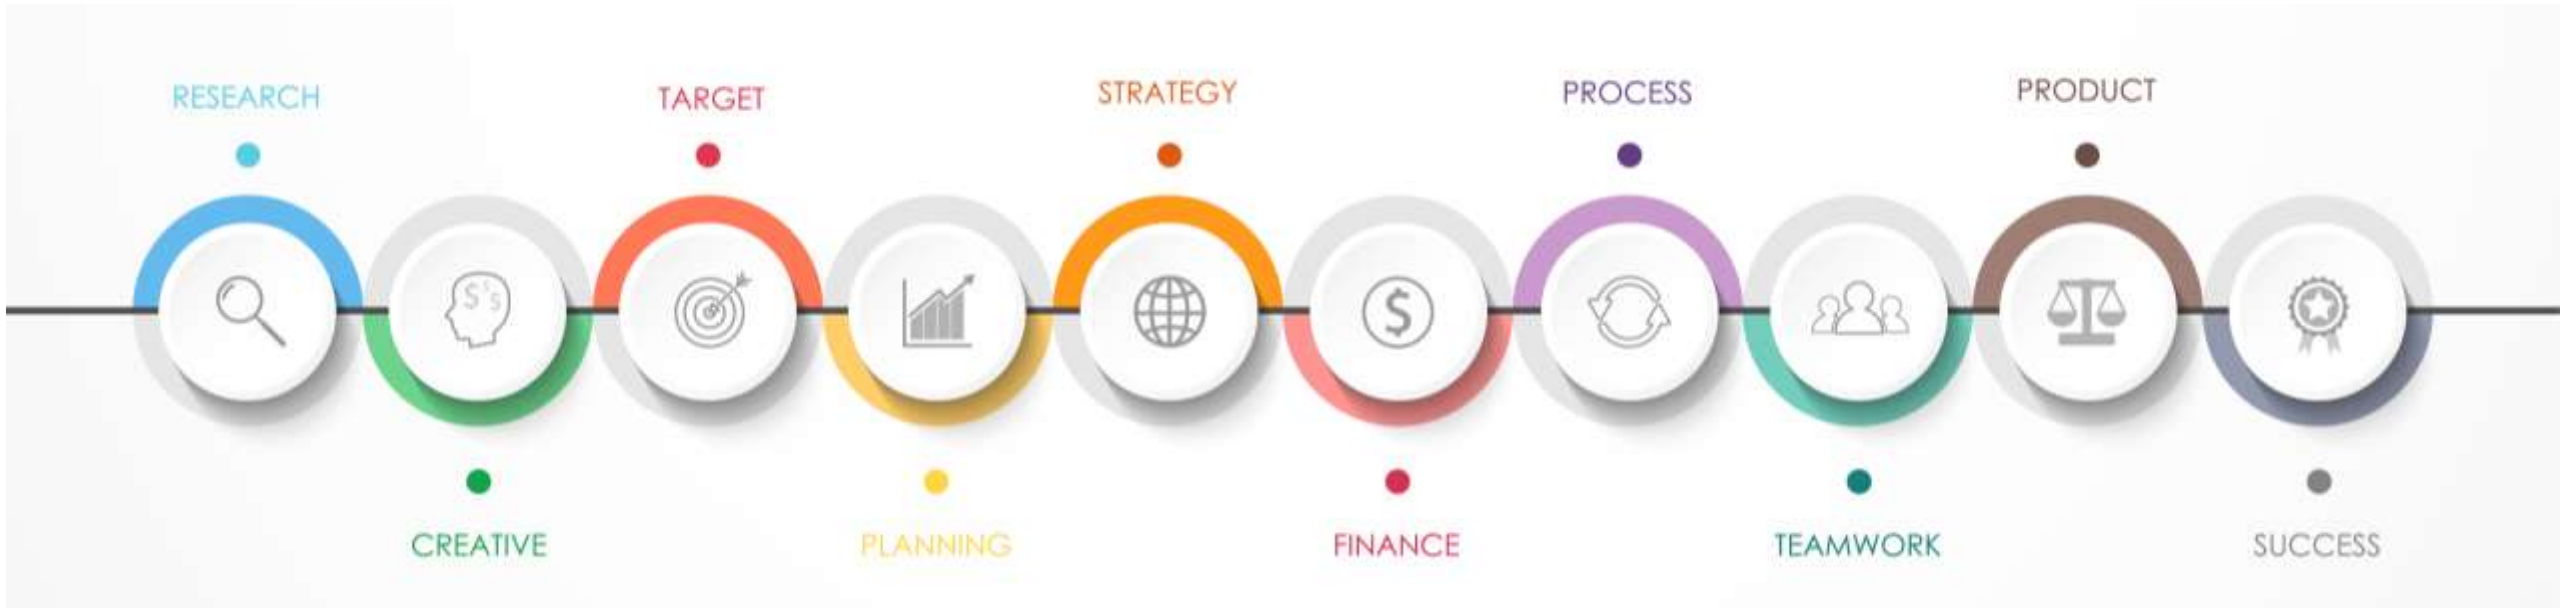 RESEARCH
CREATIVE
TARGET
PLANNING
STRATEGY
FINANCE
PROCESS
TEAMWORK
PRODUCT
SUCCESS